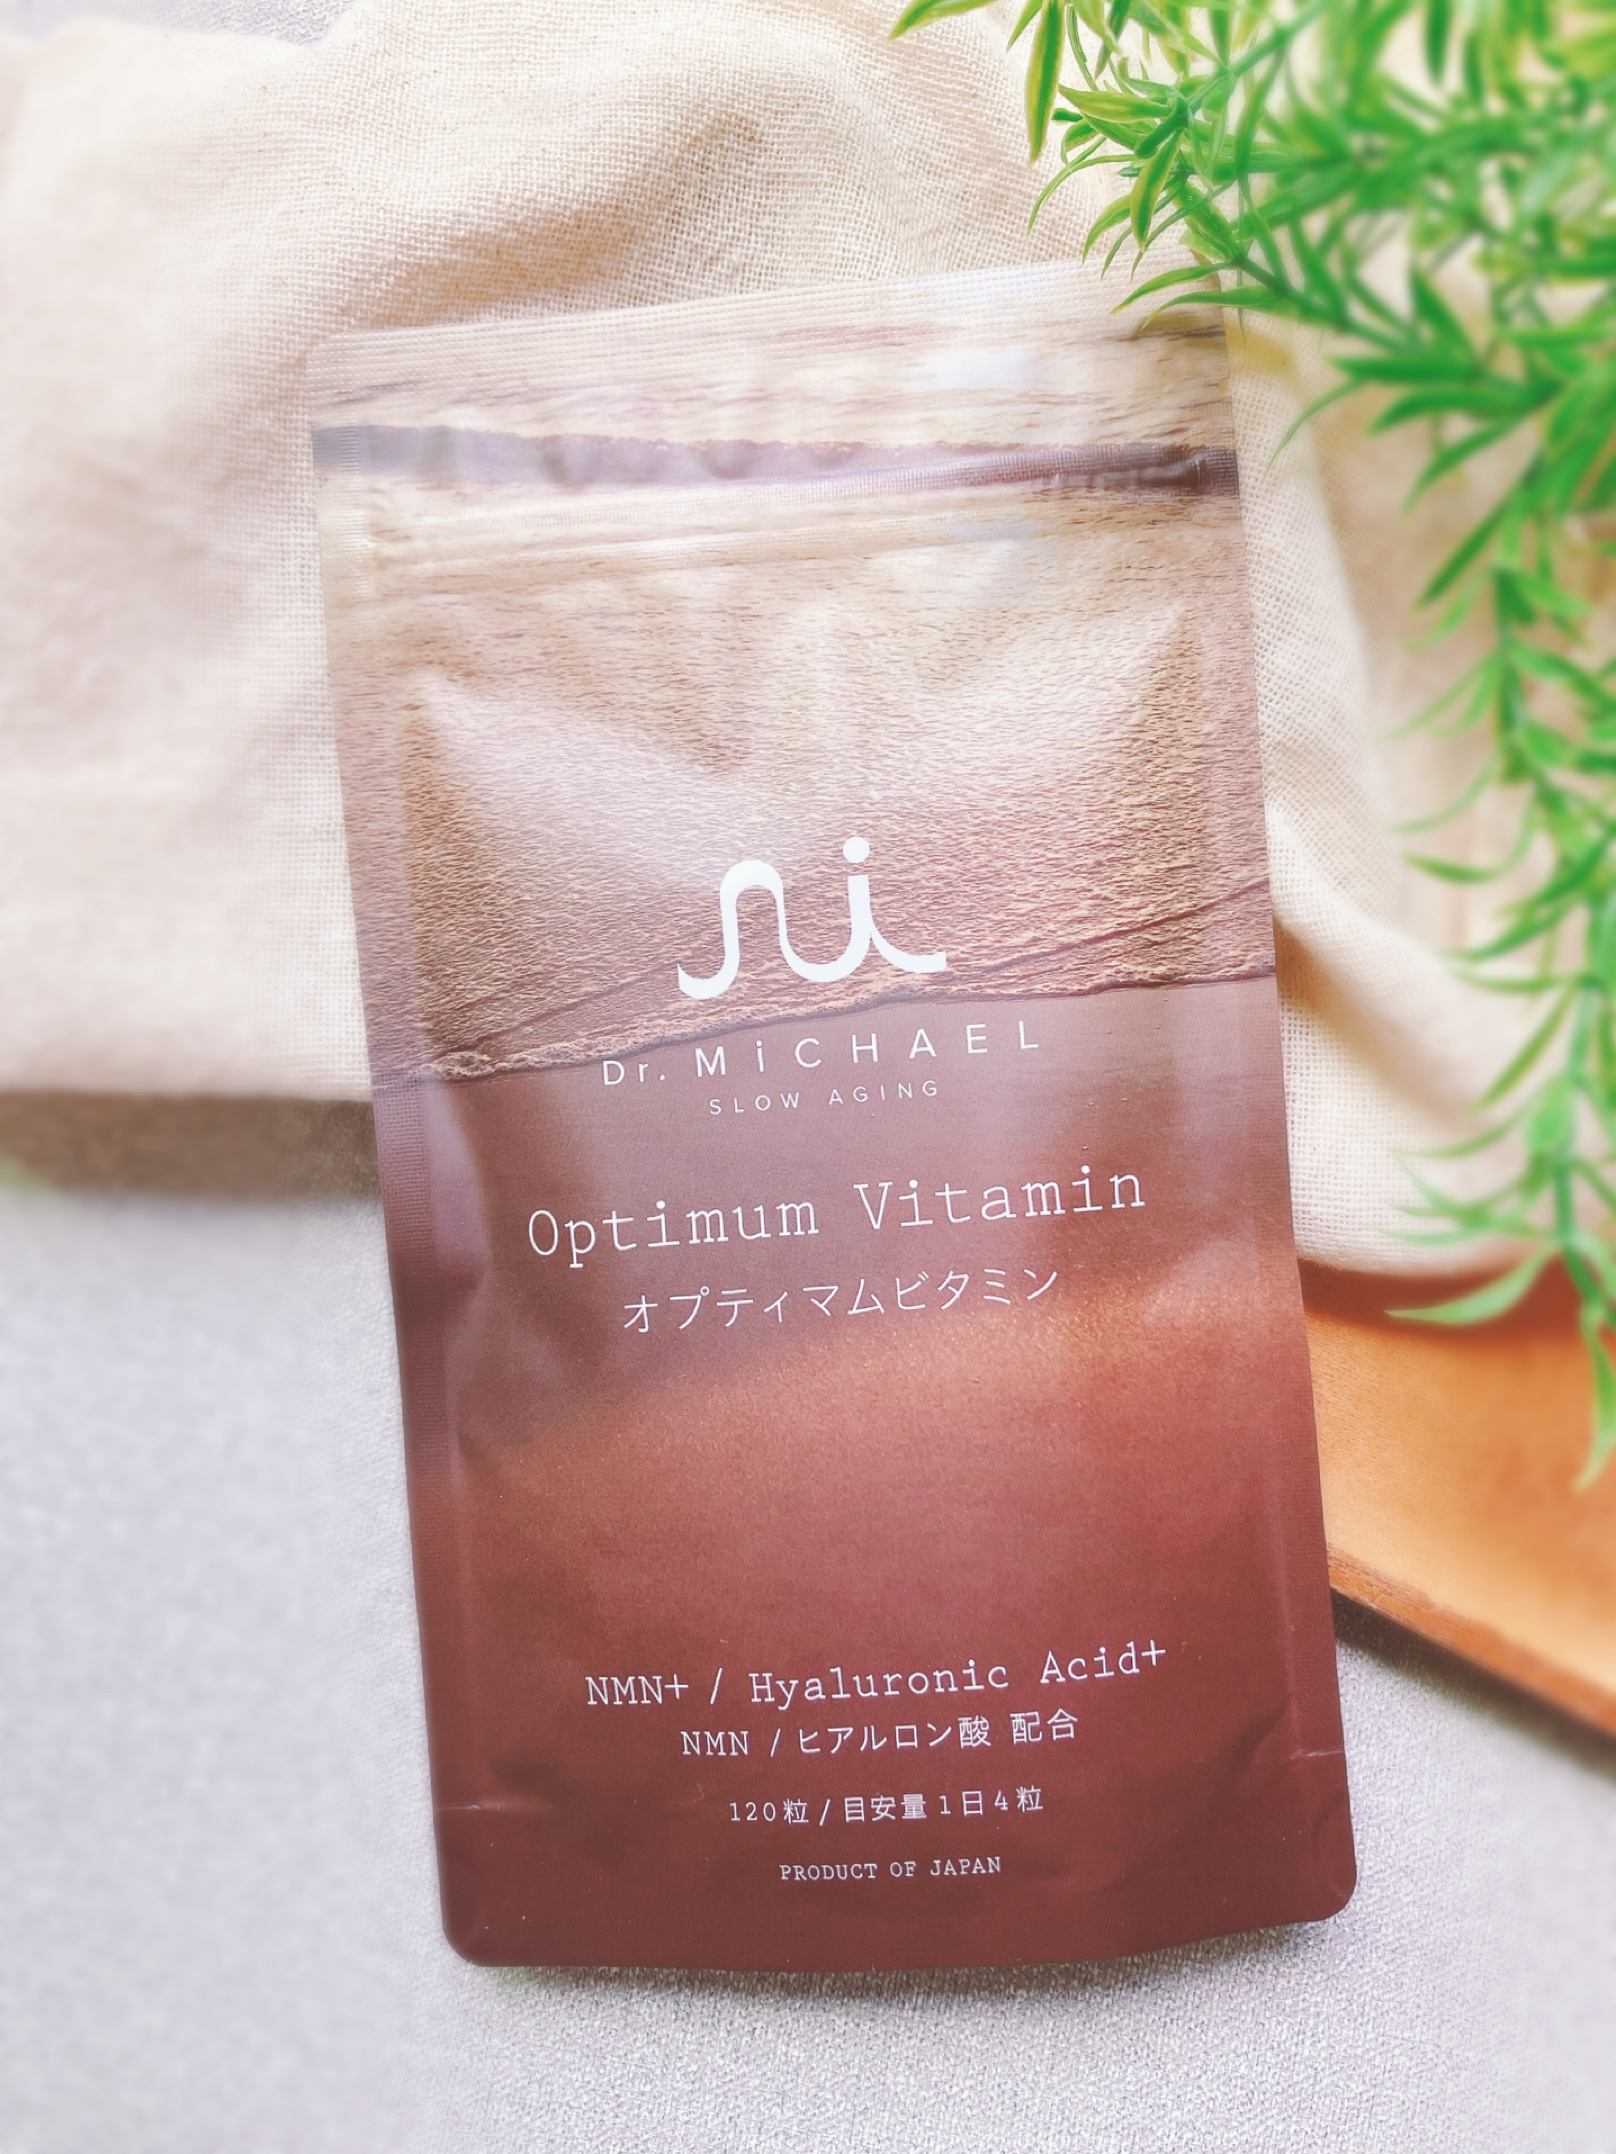 Dr. MiCHAEL
SLOW AGING
Optimum Vitamin
オプティマムビタミン
NMN+ / Hyaluronic Acid+
NMN / ヒアルロン酸 配合
120粒 / 目安量1日4粒
PRODUCT OF JAPAN